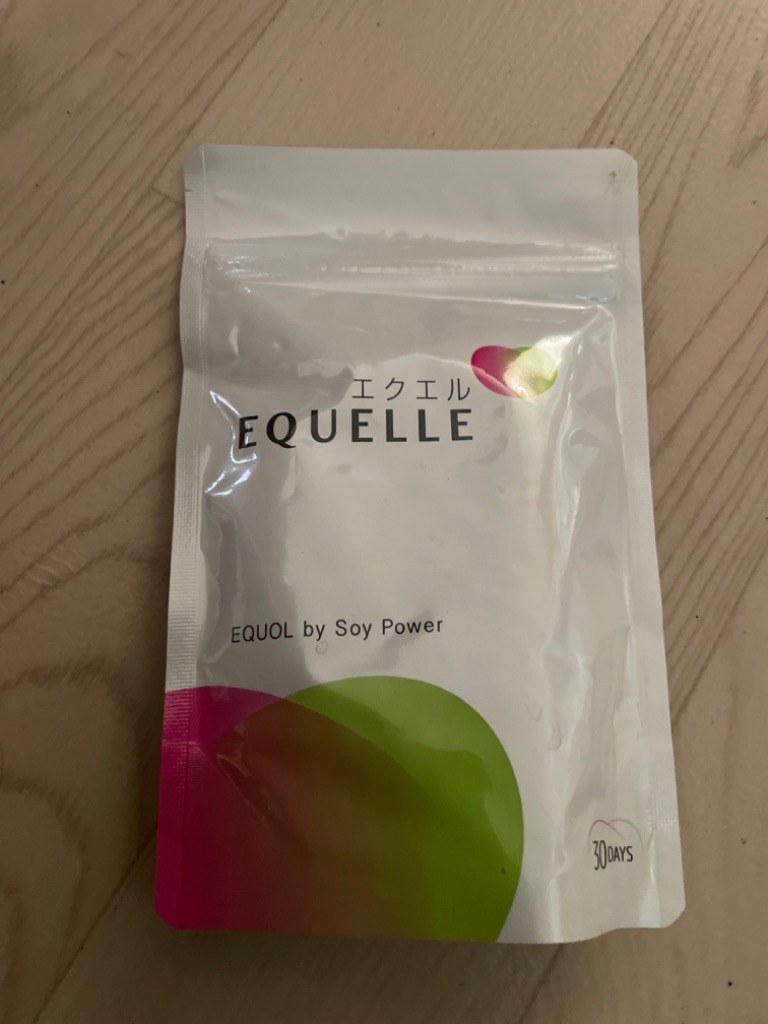 エクエル
EQUELLE
EQUOL by Soy Power
30DAYS